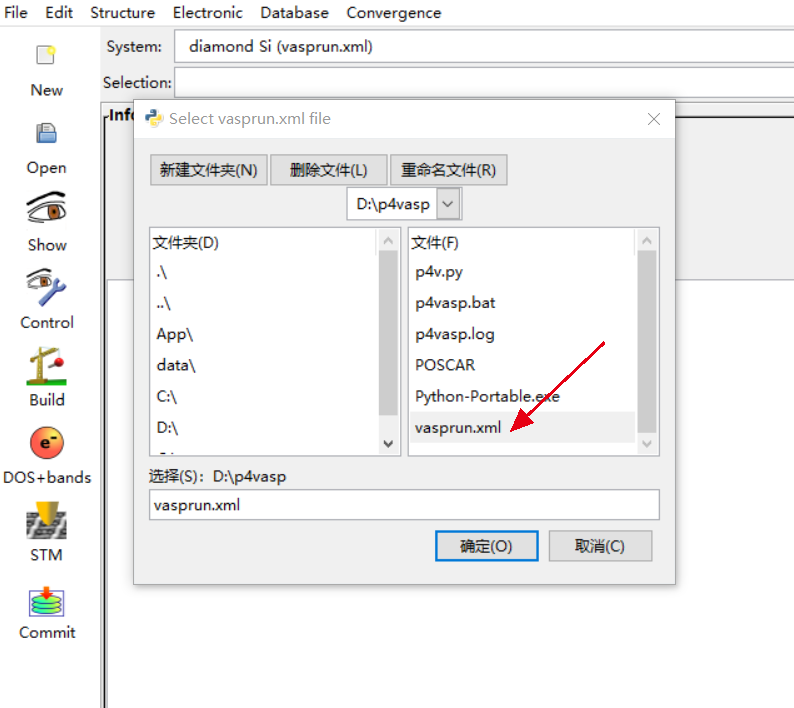 File Edit Structure Electronic Database Convergence
System: diamond Si (vasprun.xml)
New
Selection:
Info
Select vasprun.xml file
新建文件夹(N) 删除文件(L) 重命名文件(R)
Open
D:\p4vasp
文件夹(D) 文件(F)
Show
.\ p4v.py
..\ p4vasp.bat
Control
App\ p4vasp.log
data\ POSCAR
Build
C:\ Python-Portable.exe
D:\ vasprun.xml
DOS+bands
选择(S): D:\p4vasp
vasprun.xml
STM
确定(O) 取消(C)
Commit